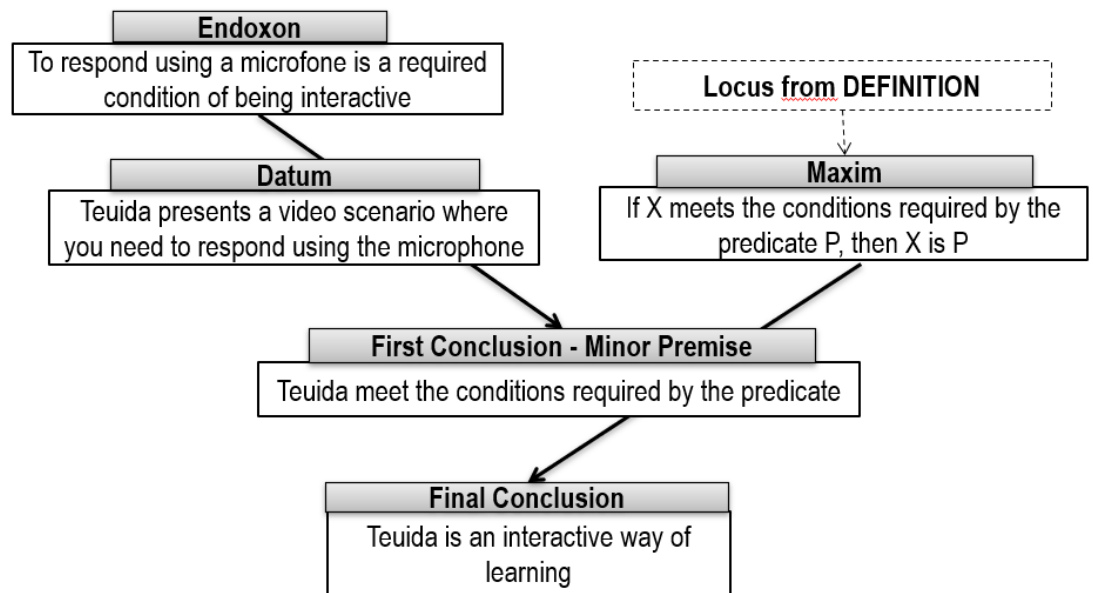 Endoxon
To respond using a microfone is a required
condition of being interactive
Locus from DEFINITION
Datum
Teuida presents a video scenario where
you need to respond using the microphone
Maxim
If X meets the conditions required by the
predicate P, then X is P
First Conclusion - Minor Premise
Teuida meet the conditions required by the predicate
Final Conclusion
Teuida is an interactive way of
learning